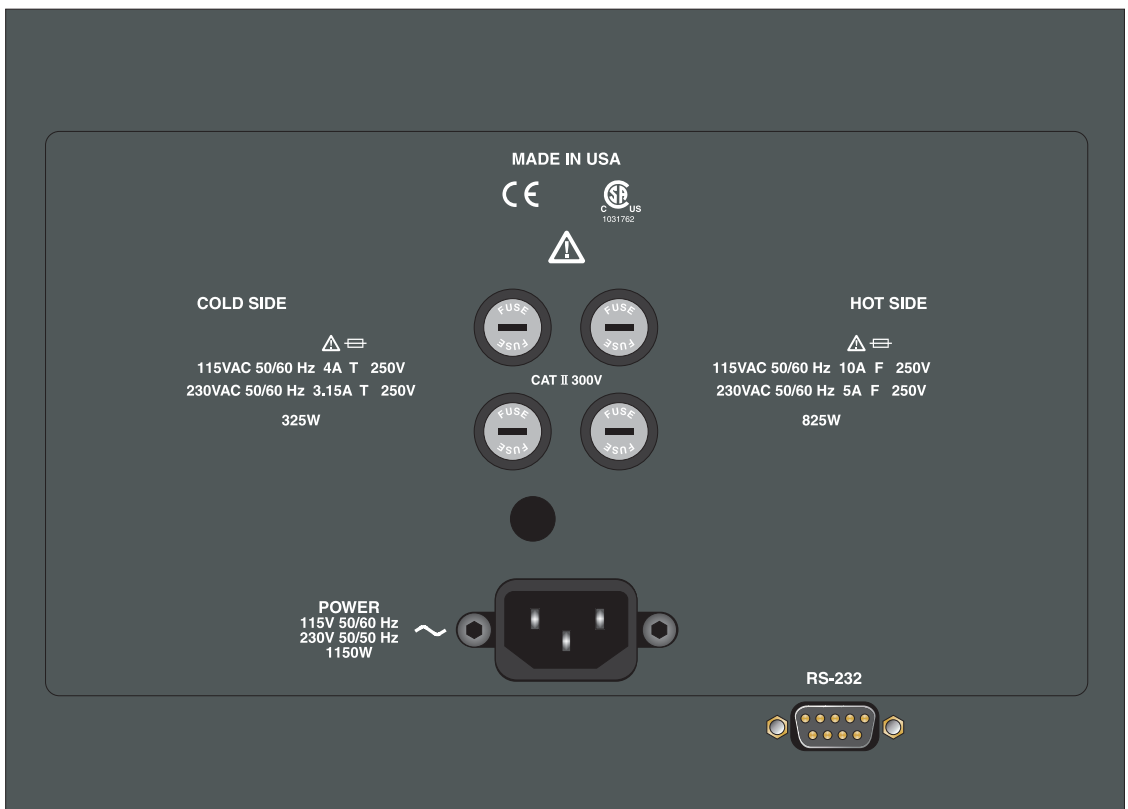 MADE IN USA
CE
CSA
C US
1031762
COLD SIDE
115VAC 50/60 Hz 4A T 250V
230VAC 50/60 Hz 3.15A T 250V
325W
FUSE FUSE
FUSE FUSE
CAT II 300V
FUSE FUSE
FUSE FUSE
HOT SIDE
115VAC 50/60 Hz 10A F 250V
230VAC 50/60 Hz 5A F 250V
825W
POWER
115V 50/60 Hz
230V 50/50 Hz
1150W
RS-232